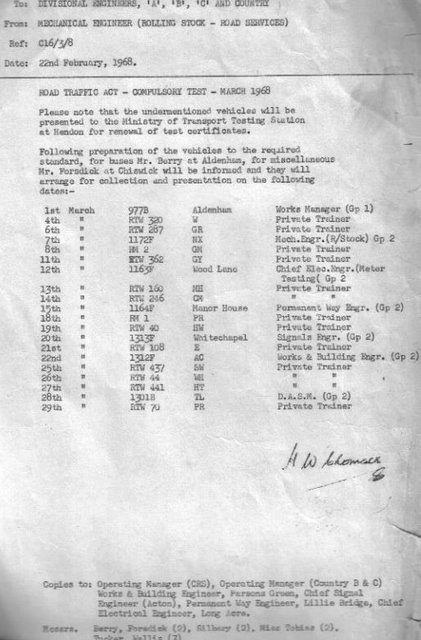 To: DIVISIONAL ENGINEERS, 'A', 'B', 'C' AND COUNTRY
From: MECHANICAL ENGINEER (ROLLING STOCK - ROAD SERVICES)
Ref: C16/3/8
Date: 22nd February, 1968.
ROAD TRAFFIC ACT - COMPULSORY TEST - MARCH 1968
Please note that the undermentioned vehicles will be
presented to the Ministry of Transport Testing Station
at Hendon for renewal of test certificates.
Following preparation of the vehicles to the required
standard, for buses Mr. Berry at Aldenham, for miscellaneous
Mr. Forsdick at Chiswick will be informed and they will
arrange for collection and presentation on the following
dates:-
1st March 977B Aldenham Works Manager (Gp 1)
4th " RTW 320 W Private Trainer
6th " RTW 287 GR Private Trainer
7th " 1172F NX Mech.Engr.(R/Stock) Gp 2
8th " RM 2 GM Private Trainer
11th " RTW 362 GY Private Trainer
12th " 1163F Wood Lane Chief Elec.Engr.(Meter
Testing( Gp 2
13th " RTW 160 MH Private Trainer
14th " RTW 246 GM " "
15th " 1164F Manor House Permanent Way Engr. (Gp 2)
18th " RM 1 PR Private Trainer
19th " RTW 40 HW Private Trainer
20th " 1313F Whitechapel Signals Engr. (Gp 2)
21st " RTW 108 E Private Trainer
22nd " 1312F AC Works & Building Engr. (Gp 2)
25th " RTW 437 SW Private Trainer
26th " RTW 44 WH " "
27th " RTW 441 HT " "
28th " 1301B TL D.A.S.M. (Gp 2)
29th " RTW 70 PR Private Trainer
H W
Copies to: Operating Manager (CRS), Operating Manager (Country B & C)
Works & Building Engineer, Parsons Green, Chief Signal
Engineer (Acton), Permanent Way Engineer, Lillie Bridge, Chief
Electrical Engineer, Long Acre.
Messrs. Berry, Forsdick (2), Silbery (2), Miss Tobias (2),
Tucker, Wallis (7)